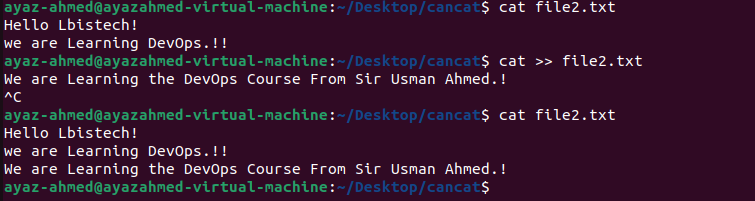 ayaz-ahmed@ayazahmed-virtual-machine:~/Desktop/cancat$ cat file2.txt
Hello Lbistech!
we are Learning DevOps.!!
ayaz-ahmed@ayazahmed-virtual-machine:~/Desktop/cancat$ cat >> file2.txt
We are Learning the DevOps Course From Sir Usman Ahmed.!
^C
ayaz-ahmed@ayazahmed-virtual-machine:~/Desktop/cancat$ cat file2.txt
Hello Lbistech!
we are Learning DevOps.!!
We are Learning the DevOps Course From Sir Usman Ahmed.!
ayaz-ahmed@ayazahmed-virtual-machine:~/Desktop/cancat$